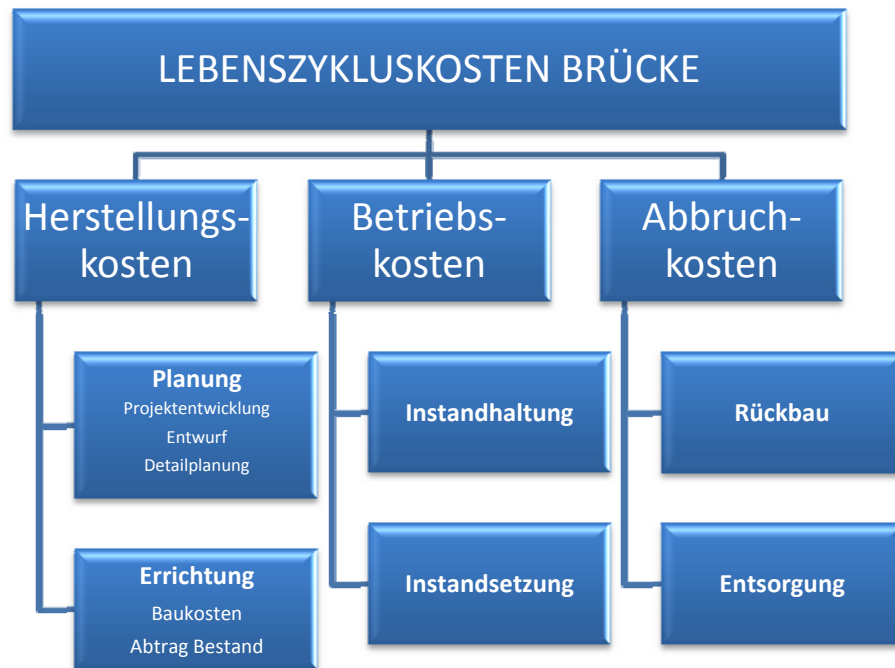 LEBENSZYKLUSKOSTEN BRÜCKE
Herstellungs-
kosten
Planung
Projektentwicklung
Entwurf
Detailplanung
Errichtung
Baukosten
Abtrag Bestand
Betriebs-
kosten
Instandhaltung
Instandsetzung
Abbruch-
kosten
Rückbau
Entsorgung